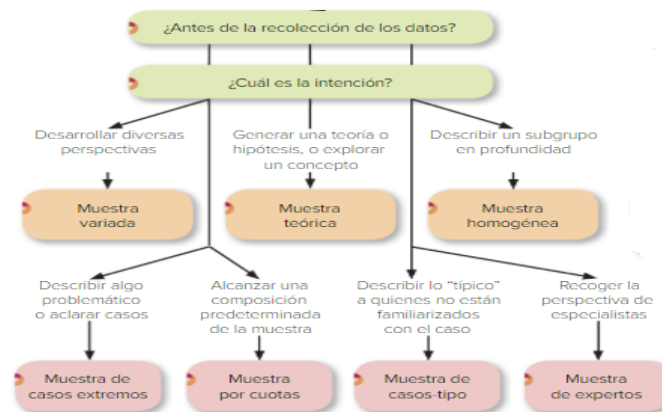 ¿Antes de la recolección de los datos?
¿Cuál es la intención?
Desarrollar diversas
perspectivas
Generar una teoría o
hipótesis, o explorar
un concepto
Describir un subgrupo
en profundidad
Muestra
variada
Muestra
teórica
Muestra
homogénea
Describir algo
problemático
o aclarar casos
Alcanzar una
composición
predeterminada
de la muestra
Describir lo "típico"
a quienes no están
familiarizados
con el caso
Recoger la
perspectiva de
especialistas
Muestra de
casos extremos
Muestra
por cuotas
Muestra de
casos-tipo
Muestra
de expertos